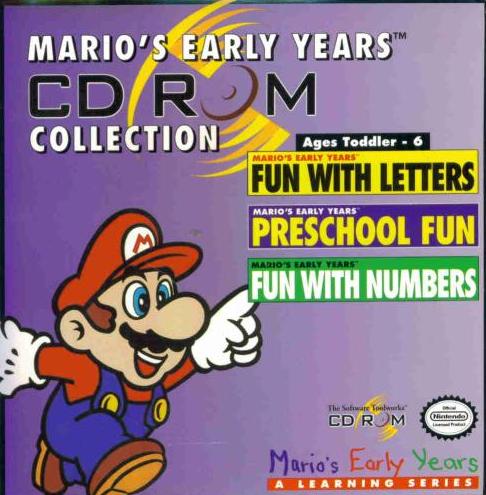 MARIO'S EARLY YEARS™
CD ROM
COLLECTION
Ages Toddler - 6
MARIO'S EARLY YEARS™
FUN WITH LETTERS
MARIO'S EARLY YEARS™
PRESCHOOL FUN
MARIO'S EARLY YEARS™
FUN WITH NUMBERS
M
The Software Toolworks®
CD ROM
Official
Nintendo
Licensed Product
Mario's Early Years
A LEARNING SERIES